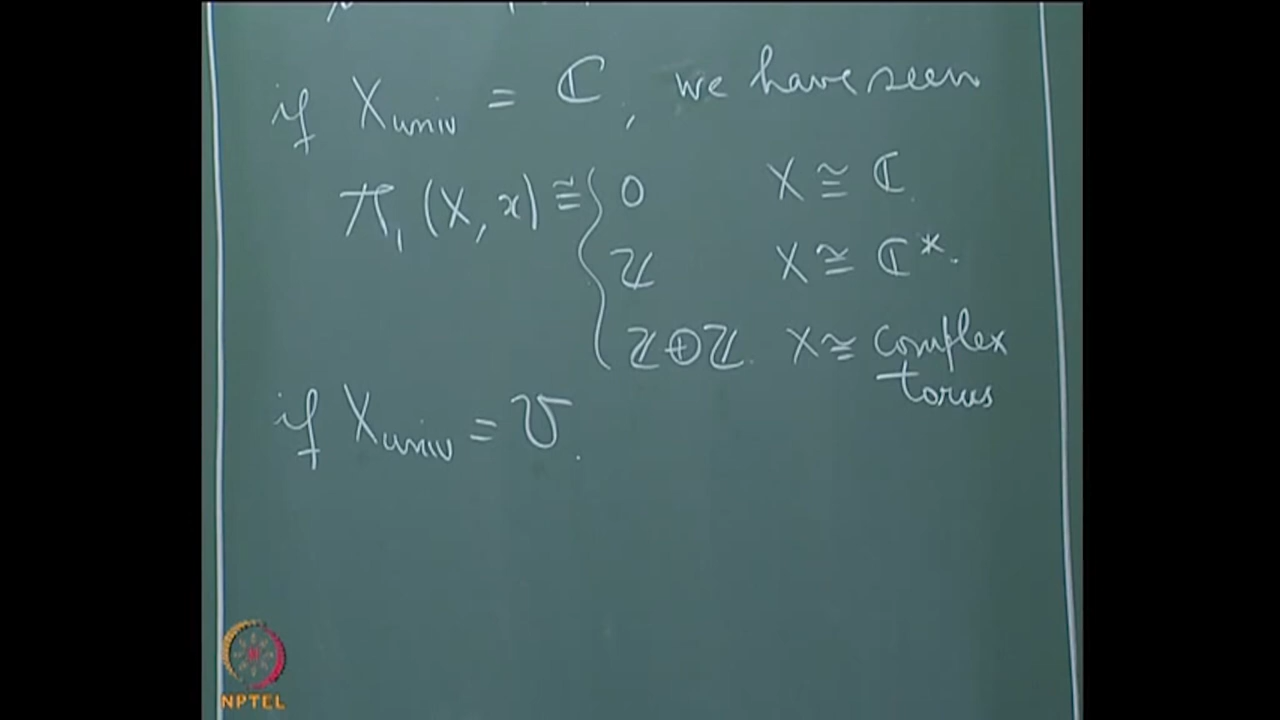 if X_univ = ℂ, we have seen
π₁(X, x) ≅ { 0 X ≅ ℂ.
ℤ X ≅ ℂ*.
ℤ⊕ℤ. X ≅ complex
torus
if X_univ = 𝒰.
NPTEL